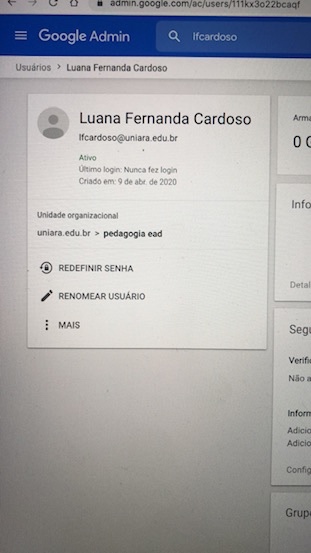 admin.google.com/ac/users/111kx3o22bcaqf
Google Admin
lfcardoso
Usuários > Luana Fernanda Cardoso
Luana Fernanda Cardoso
lfcardoso@uniara.edu.br
Ativo
Último login: Nunca fez login
Criado em: 9 de abr. de 2020
Unidade organizacional
uniara.edu.br > pedagogia ead
REDEFINIR SENHA
RENOMEAR USUÁRIO
MAIS
Arma
0
Info
Detal
Segu
Verifi
Não a
Inform
Adicio
Adicio
Config
Grupo